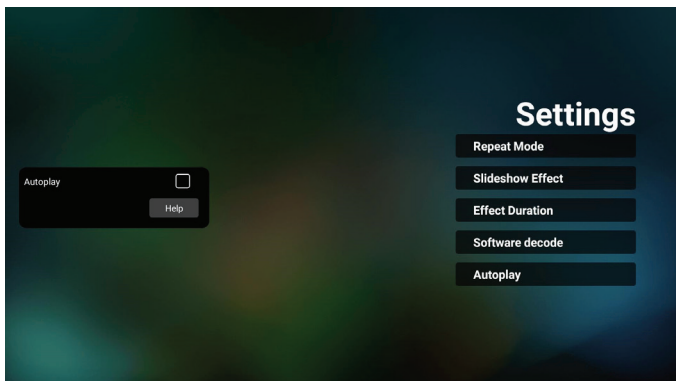 Settings
Repeat Mode
Slideshow Effect
Effect Duration
Software decode
Autoplay
Autoplay
Help